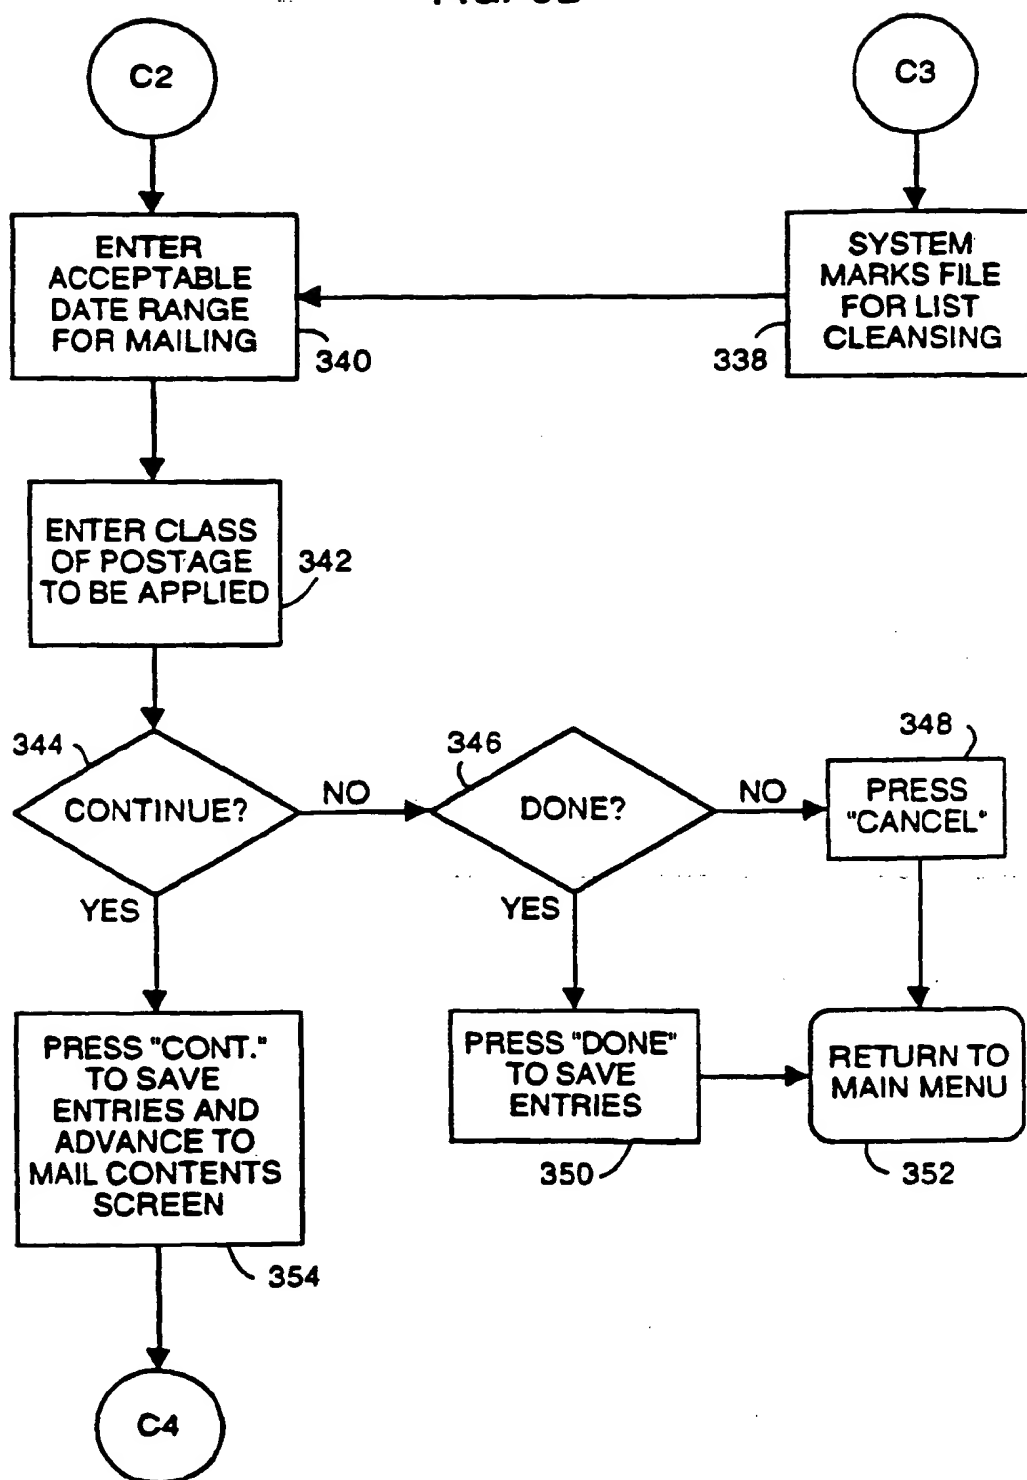 C2
C3
ENTER
ACCEPTABLE
DATE RANGE
FOR MAILING
340
SYSTEM
MARKS FILE
FOR LIST
CLEANSING
338
ENTER CLASS
OF POSTAGE
TO BE APPLIED
342
344
CONTINUE?
NO
346
DONE?
NO
348
PRESS
"CANCEL"
YES
YES
PRESS "CONT."
TO SAVE
ENTRIES AND
ADVANCE TO
MAIL CONTENTS
SCREEN
354
PRESS "DONE"
TO SAVE
ENTRIES
350
RETURN TO
MAIN MENU
352
C4